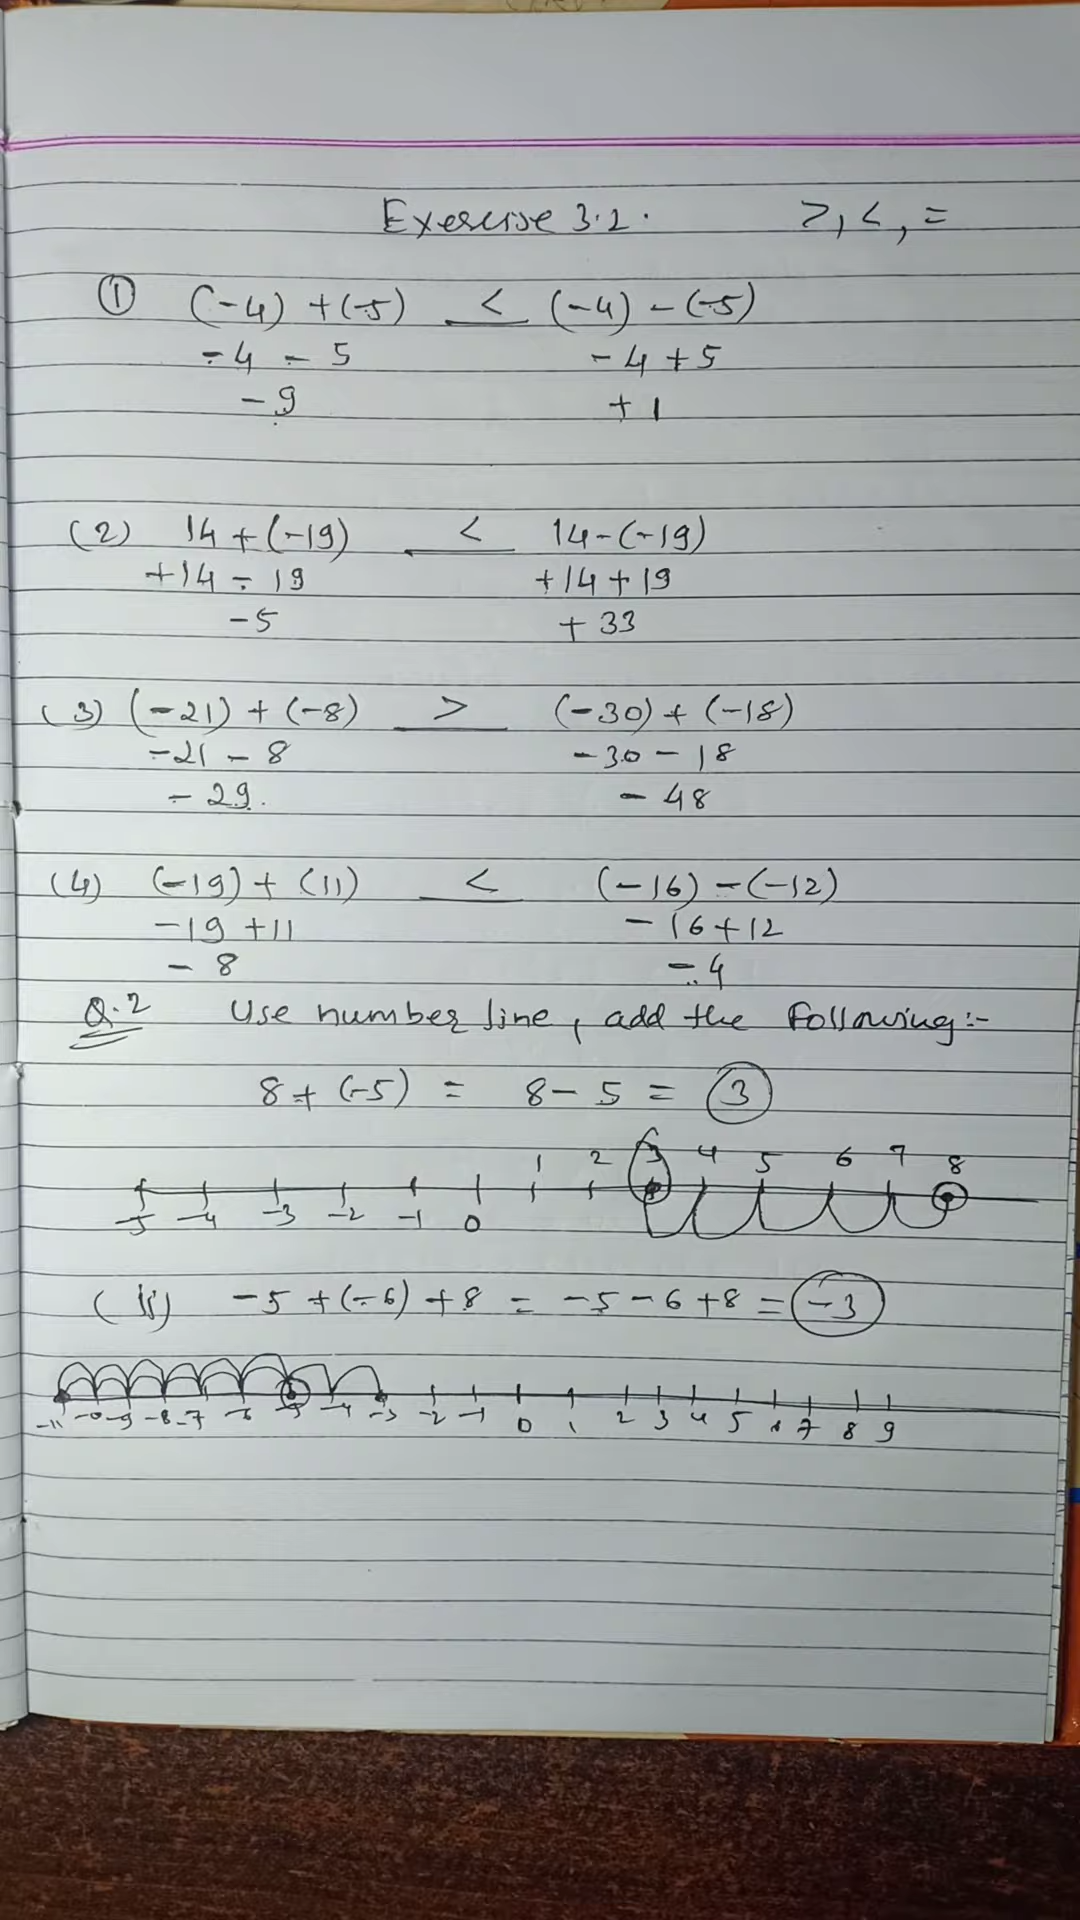 Exercise 3.2. >, <, =
① (-4) + (-5) < (-4) - (-5)
-4 - 5 -4 + 5
-9 +1
(2) 14 + (-19) < 14 - (-19)
+14 - 19 +14 + 19
-5 +33
(3) (-21) + (-8) > (-30) + (-18)
-21 - 8 -30 - 18
-29. -48
(4) (-19) + (11) < (-16) - (-12)
-19 + 11 -16 + 12
-8 -4
Q.2 Use number line, add the following:-
8 + (-5) = 8 - 5 = 3
1 2 3 4 5 6 7 8
-5 -4 -3 -2 -1 0
(ii) -5 + (-6) + 8 = -5 - 6 + 8 = -3
-11 -9 -8 -7 -6 -5 -4 -3 -2 -1 0 1 2 3 4 5 7 8 9